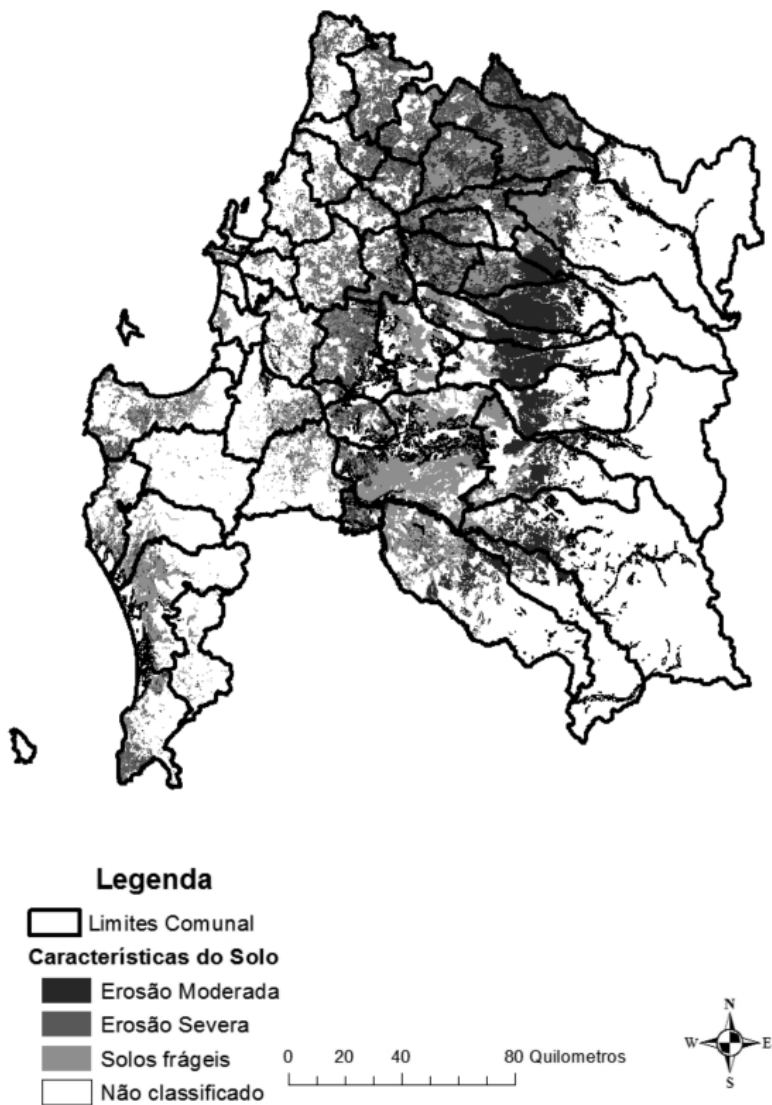 Legenda
Limites Comunal
Características do Solo
Erosão Moderada
Erosão Severa
Solos frágeis
Não classificado
0 20 40 80 Quilometros
N
W E
S